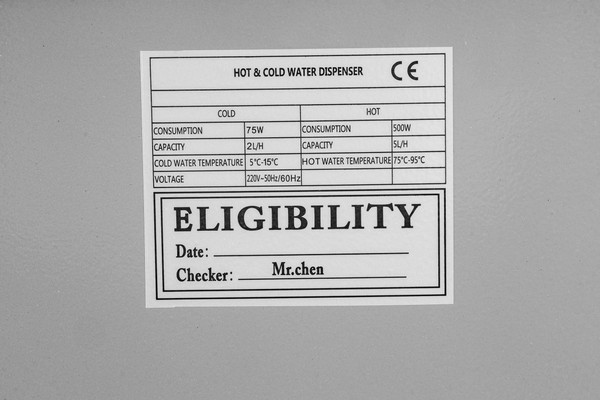 HOT & COLD WATER DISPENSER CE
COLD HOT
CONSUMPTION 75W CONSUMPTION 500W
CAPACITY 2L/H CAPACITY 5L/H
COLD WATER TEMPERATURE 5°C-15°C HOT WATER TEMPERATURE 75°C-95°C
VOLTAGE 220V~50Hz/60Hz
ELIGIBILITY
Date:
Checker: Mr.chen